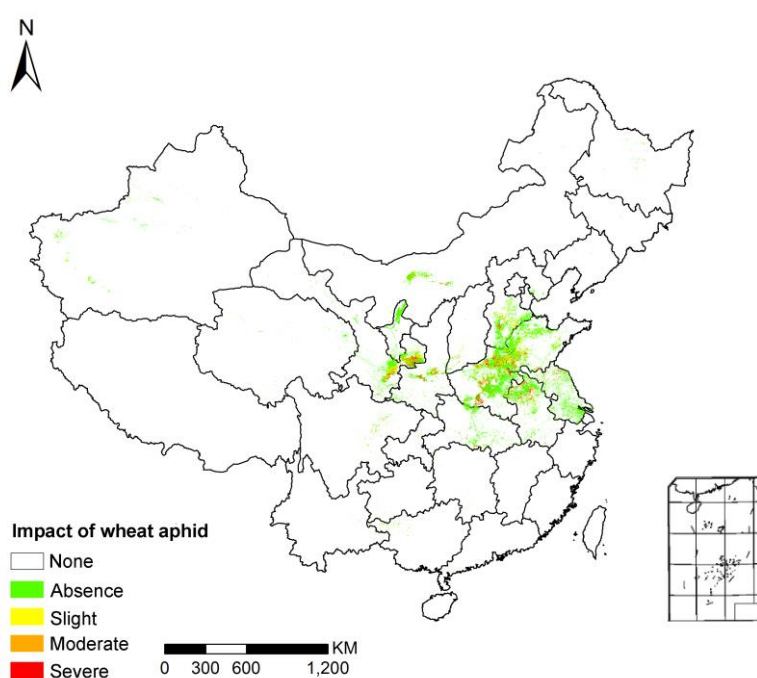 N
Impact of wheat aphid
None
Absence
Slight
Moderate
Severe
KM
0 300 600 1,200